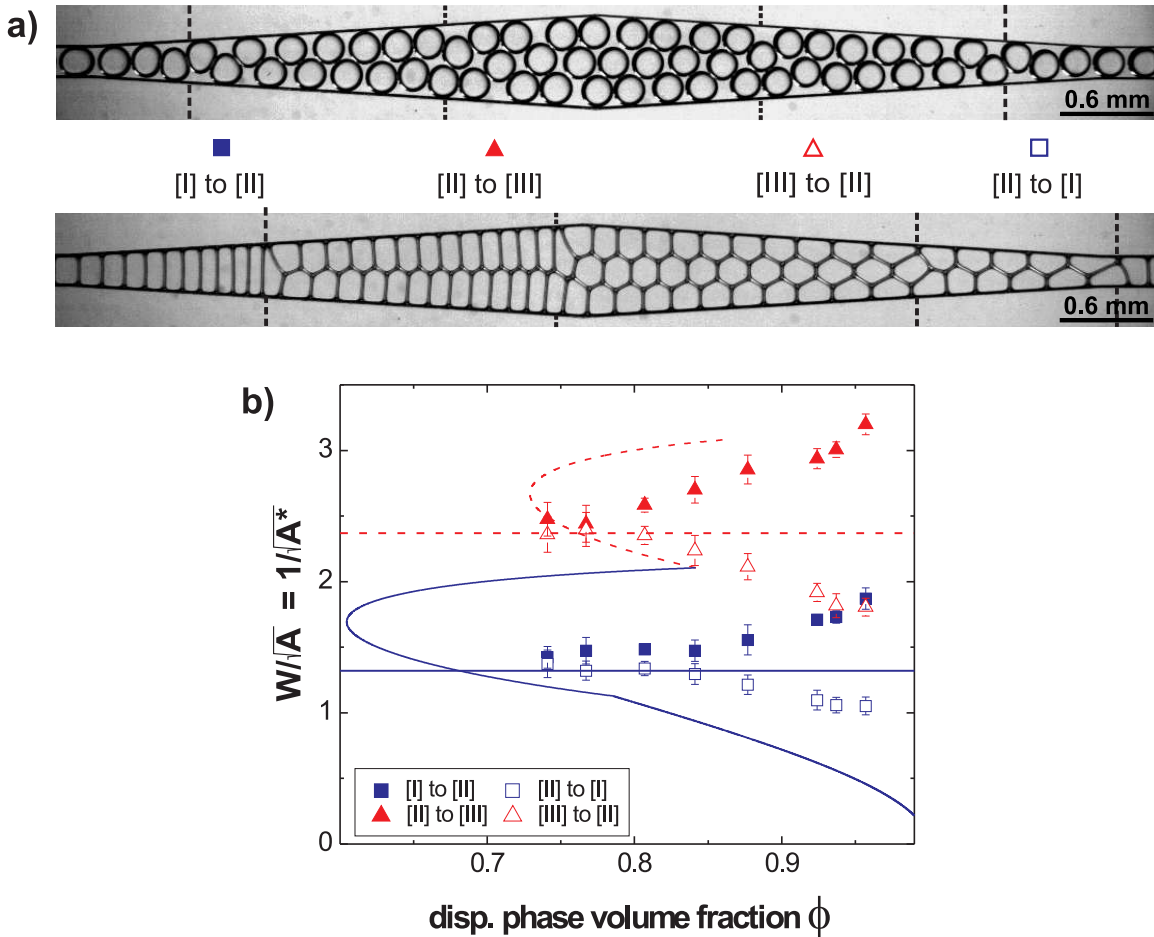 a)
0.6 mm
[I] to [II] [II] to [III] [III] to [II] [II] to [I]
0.6 mm
b)
W/√A = 1/√A*
3
2
1
0
0.7 0.8 0.9
[I] to [II] [II] to [I]
[II] to [III] [III] to [II]
disp. phase volume fraction ϕ